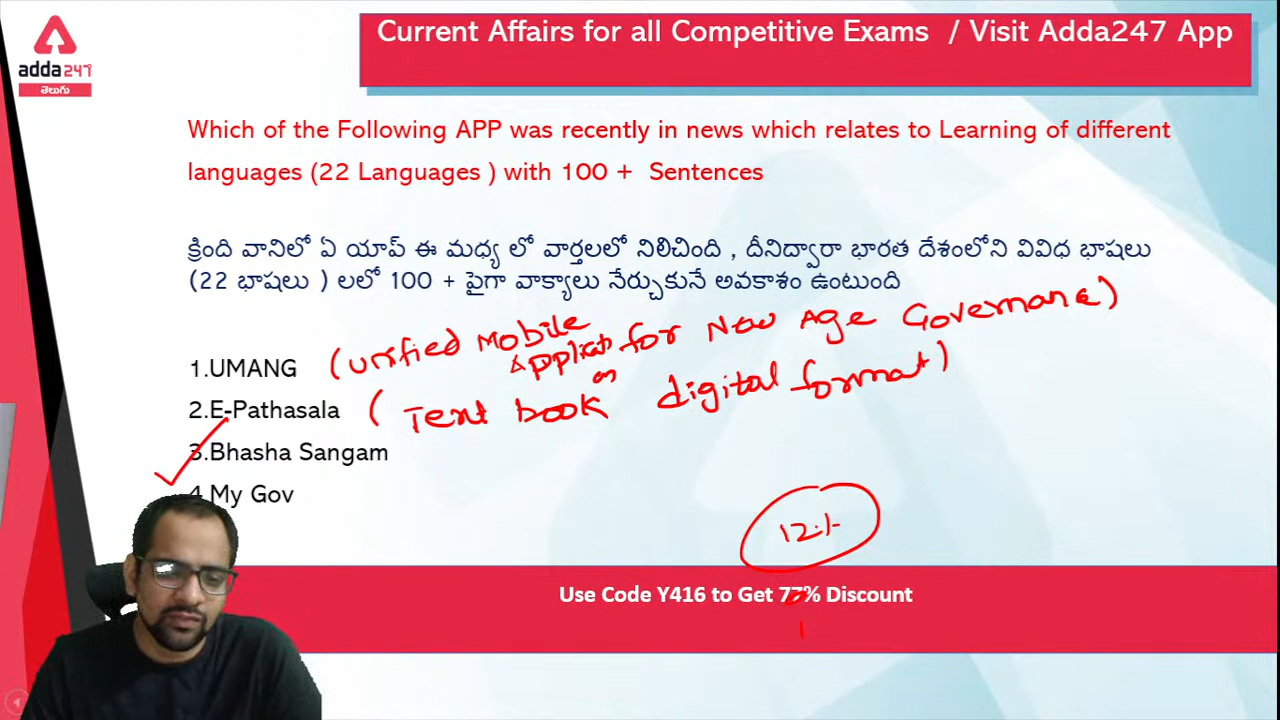 Current Affairs for all Competitive Exams / Visit Adda247 App
adda247
తెలుగు
Which of the Following APP was recently in news which relates to Learning of different
languages (22 Languages ) with 100 + Sentences
క్రింది వానిలో ఏ యాప్ ఈ మధ్య లో వార్తలలో నిలిచింది , దీనిద్వారా భారత దేశంలోని వివిధ భాషలు
(22 భాషలు ) లలో 100 + పైగా వాక్యాలు నేర్చుకునే అవకాశం ఉంటుంది
1.UMANG (Unified Mobile Application for New Age Governance)
2.E-Pathasala (Text book digital format)
3.Bhasha Sangam
4.My Gov
12%
Use Code Y416 to Get 77% Discount